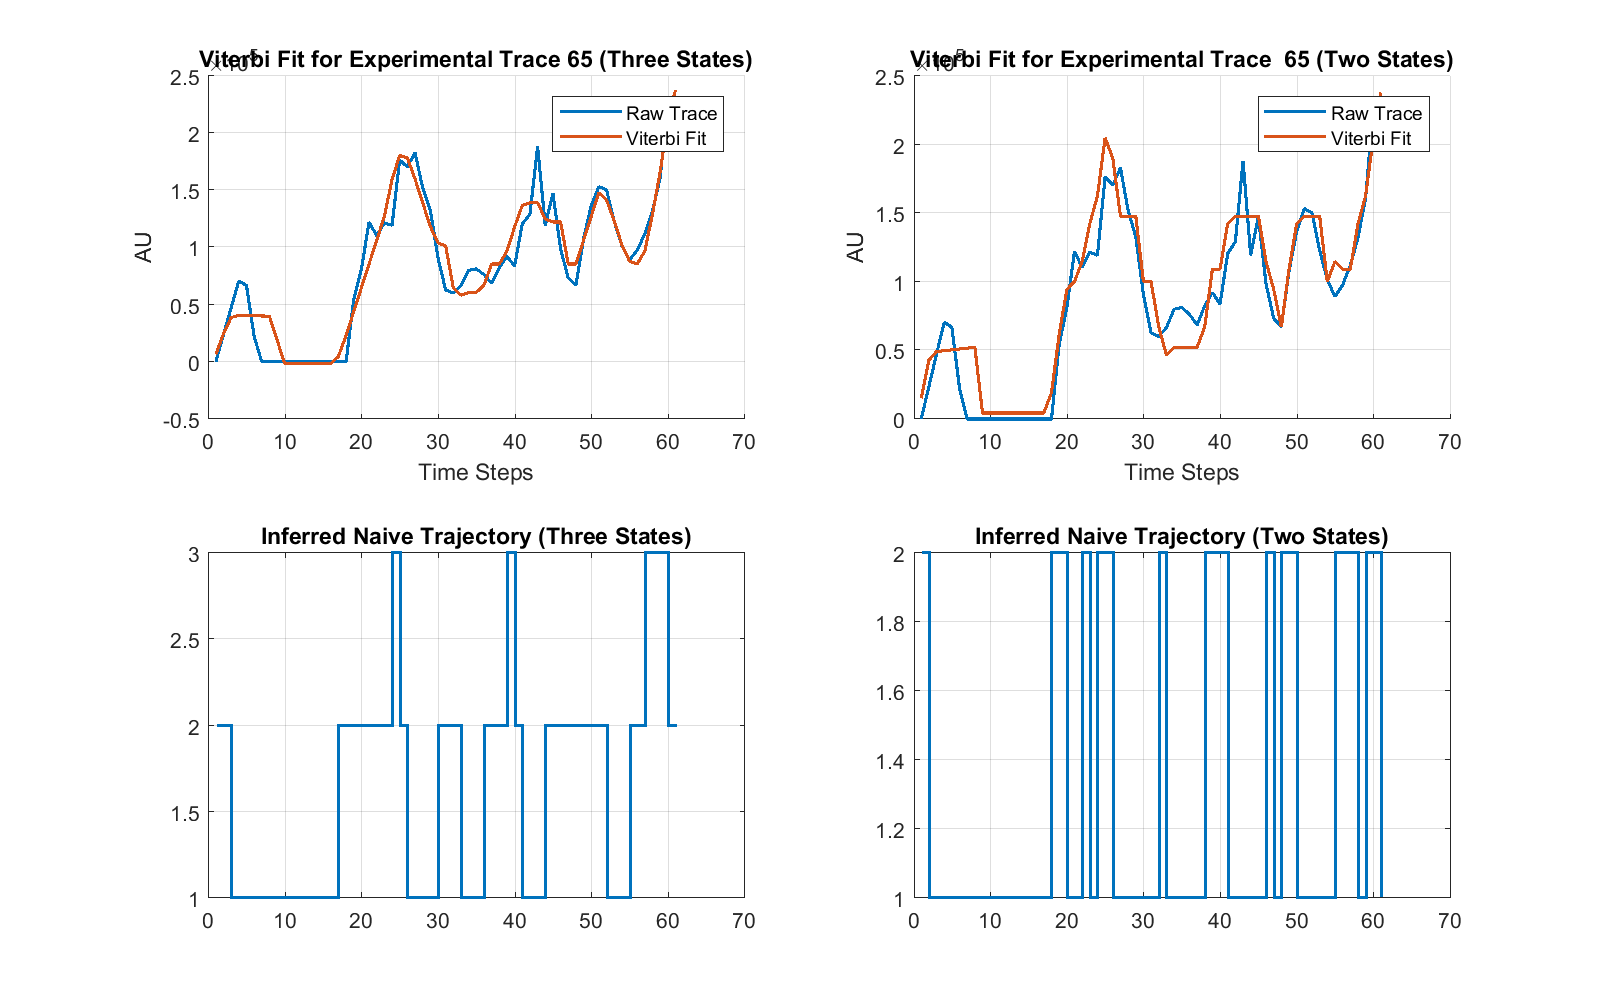 Viterbi Fit for Experimental Trace 65 (Three States)
×10^5
2.5
2
1.5
1
0.5
0
-0.5
AU
0 10 20 30 40 50 60 70
Time Steps
Raw Trace
Viterbi Fit
Viterbi Fit for Experimental Trace 65 (Two States)
×10^5
2.5
2
1.5
1
0.5
0
AU
0 10 20 30 40 50 60 70
Time Steps
Raw Trace
Viterbi Fit
Inferred Naive Trajectory (Three States)
3
2.5
2
1.5
1
0 10 20 30 40 50 60 70
Inferred Naive Trajectory (Two States)
2
1.8
1.6
1.4
1.2
1
0 10 20 30 40 50 60 70